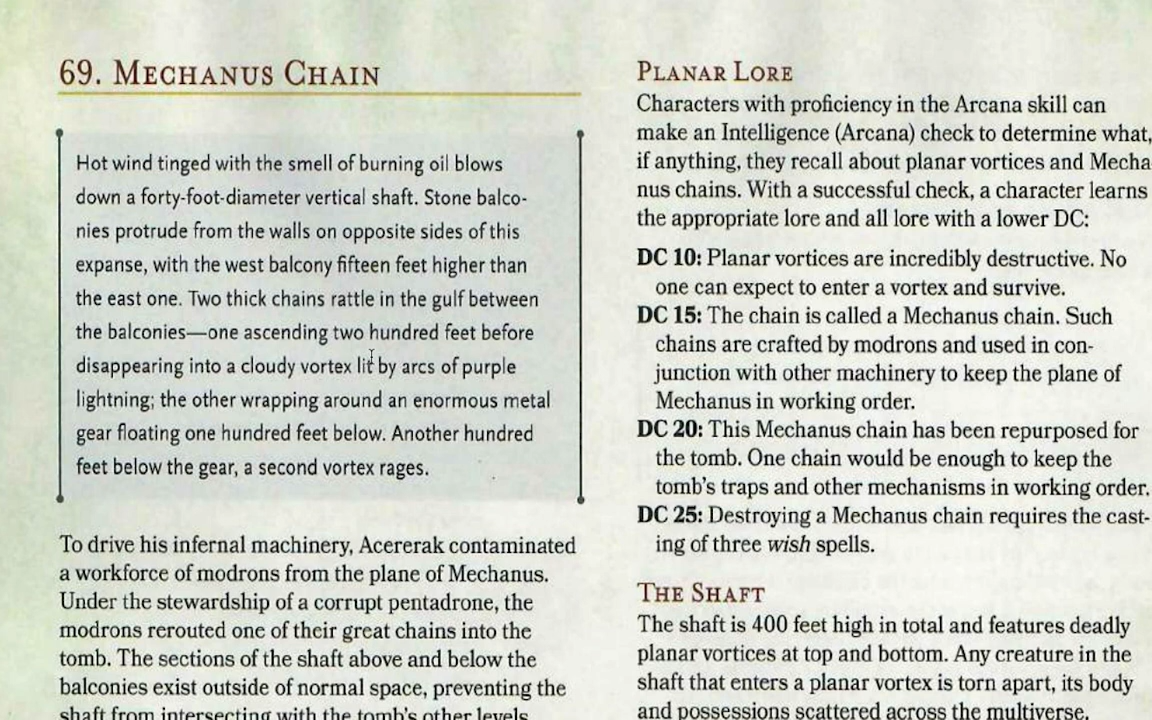 69. Mechanus Chain
Hot wind tinged with the smell of burning oil blows
down a forty-foot-diameter vertical shaft. Stone balco-
nies protrude from the walls on opposite sides of this
expanse, with the west balcony fifteen feet higher than
the east one. Two thick chains rattle in the gulf between
the balconies—one ascending two hundred feet before
disappearing into a cloudy vortex lit by arcs of purple
lightning; the other wrapping around an enormous metal
gear floating one hundred feet below. Another hundred
feet below the gear, a second vortex rages.
To drive his infernal machinery, Acererak contaminated
a workforce of modrons from the plane of Mechanus.
Under the stewardship of a corrupt pentadrone, the
modrons rerouted one of their great chains into the
tomb. The sections of the shaft above and below the
balconies exist outside of normal space, preventing the
shaft from intersecting with the tomb's other levels.
Planar Lore
Characters with proficiency in the Arcana skill can
make an Intelligence (Arcana) check to determine what,
if anything, they recall about planar vortices and Mecha-
nus chains. With a successful check, a character learns
the appropriate lore and all lore with a lower DC:
DC 10: Planar vortices are incredibly destructive. No
one can expect to enter a vortex and survive.
DC 15: The chain is called a Mechanus chain. Such
chains are crafted by modrons and used in con-
junction with other machinery to keep the plane of
Mechanus in working order.
DC 20: This Mechanus chain has been repurposed for
the tomb. One chain would be enough to keep the
tomb's traps and other mechanisms in working order.
DC 25: Destroying a Mechanus chain requires the cast-
ing of three wish spells.
The Shaft
The shaft is 400 feet high in total and features deadly
planar vortices at top and bottom. Any creature in the
shaft that enters a planar vortex is torn apart, its body
and possessions scattered across the multiverse.